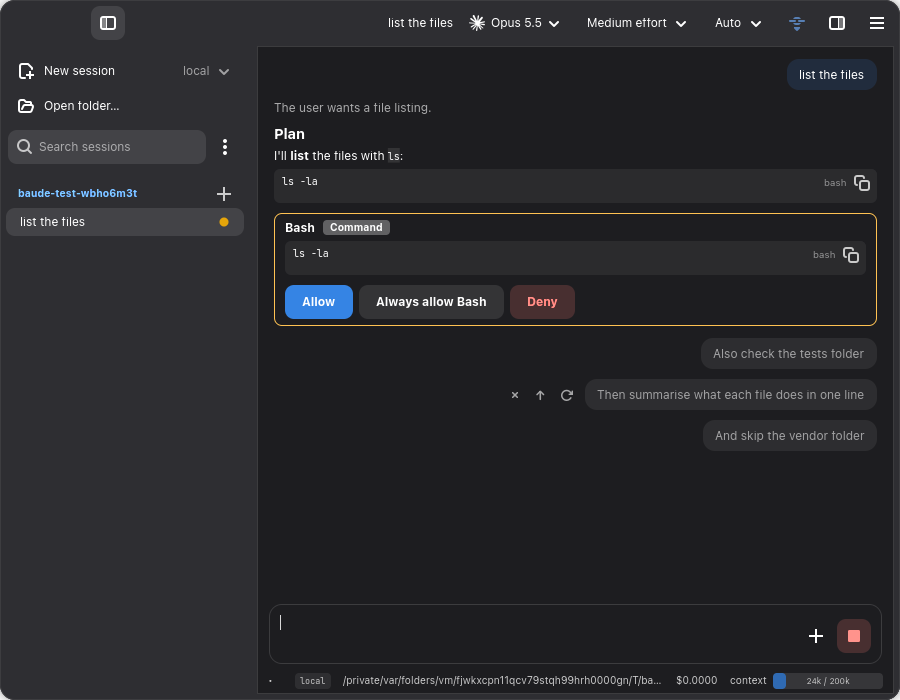 list the files
Opus 5.5
Medium effort
Auto
New session
local
Open folder...
Search sessions
baude-test-wbho6m3t
list the files
list the files
The user wants a file listing.
Plan
I'll list the files with ls:
ls -la
bash
Bash
Command
ls -la
bash
Allow
Always allow Bash
Deny
Also check the tests folder
Then summarise what each file does in one line
And skip the vendor folder
local
/private/var/folders/vm/fjwkxcpn11qcv79stqh99hrh0000gn/T/ba...
$0.0000
context
24k / 200k